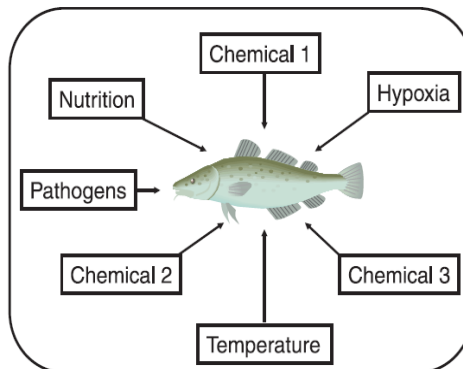 Chemical 1
Nutrition
Hypoxia
Pathogens
Chemical 2
Chemical 3
Temperature